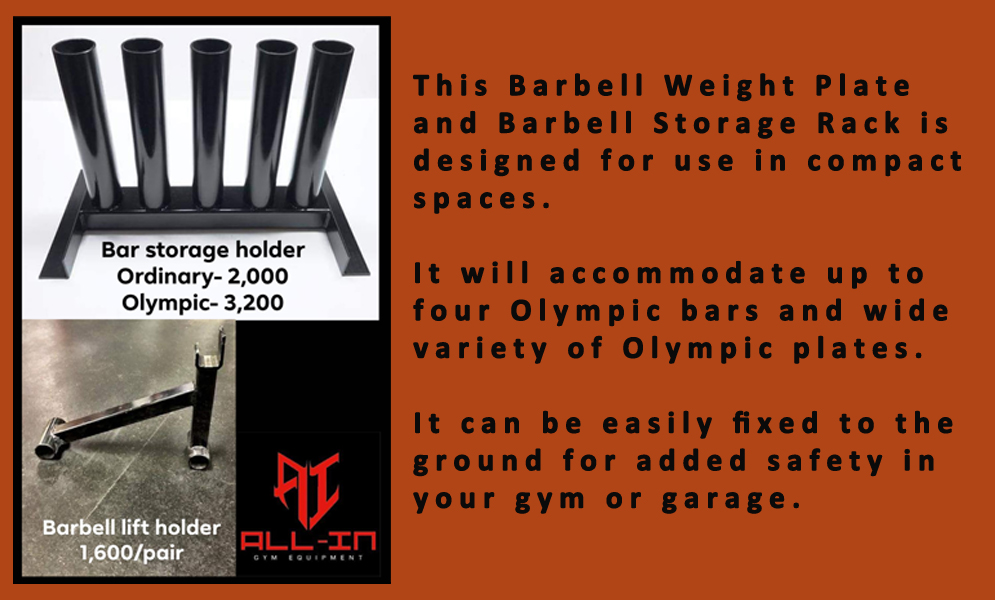 Bar storage holder
Ordinary- 2,000
Olympic- 3,200
Barbell lift holder
1,600/pair
ALL-IN
GYM EQUIPMENT
This Barbell Weight Plate
and Barbell Storage Rack is
designed for use in compact
spaces.
It will accommodate up to
four Olympic bars and wide
variety of Olympic plates.
It can be easily fixed to the
ground for added safety in
your gym or garage.